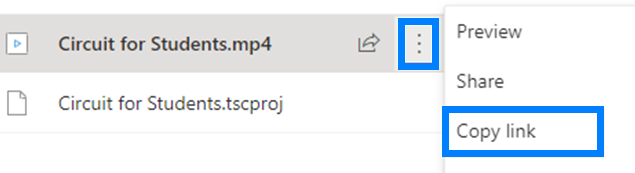 Circuit for Students.mp4
Circuit for Students.tscproj
Preview
Share
Copy link